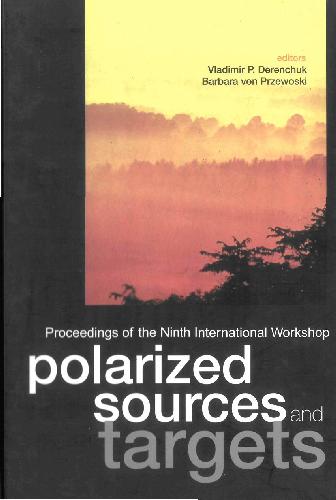 editors
Vladimir P. Derenchuk
Barbara von Przewoski
Proceedings of the Ninth International Workshop
polarized
sources and
targets